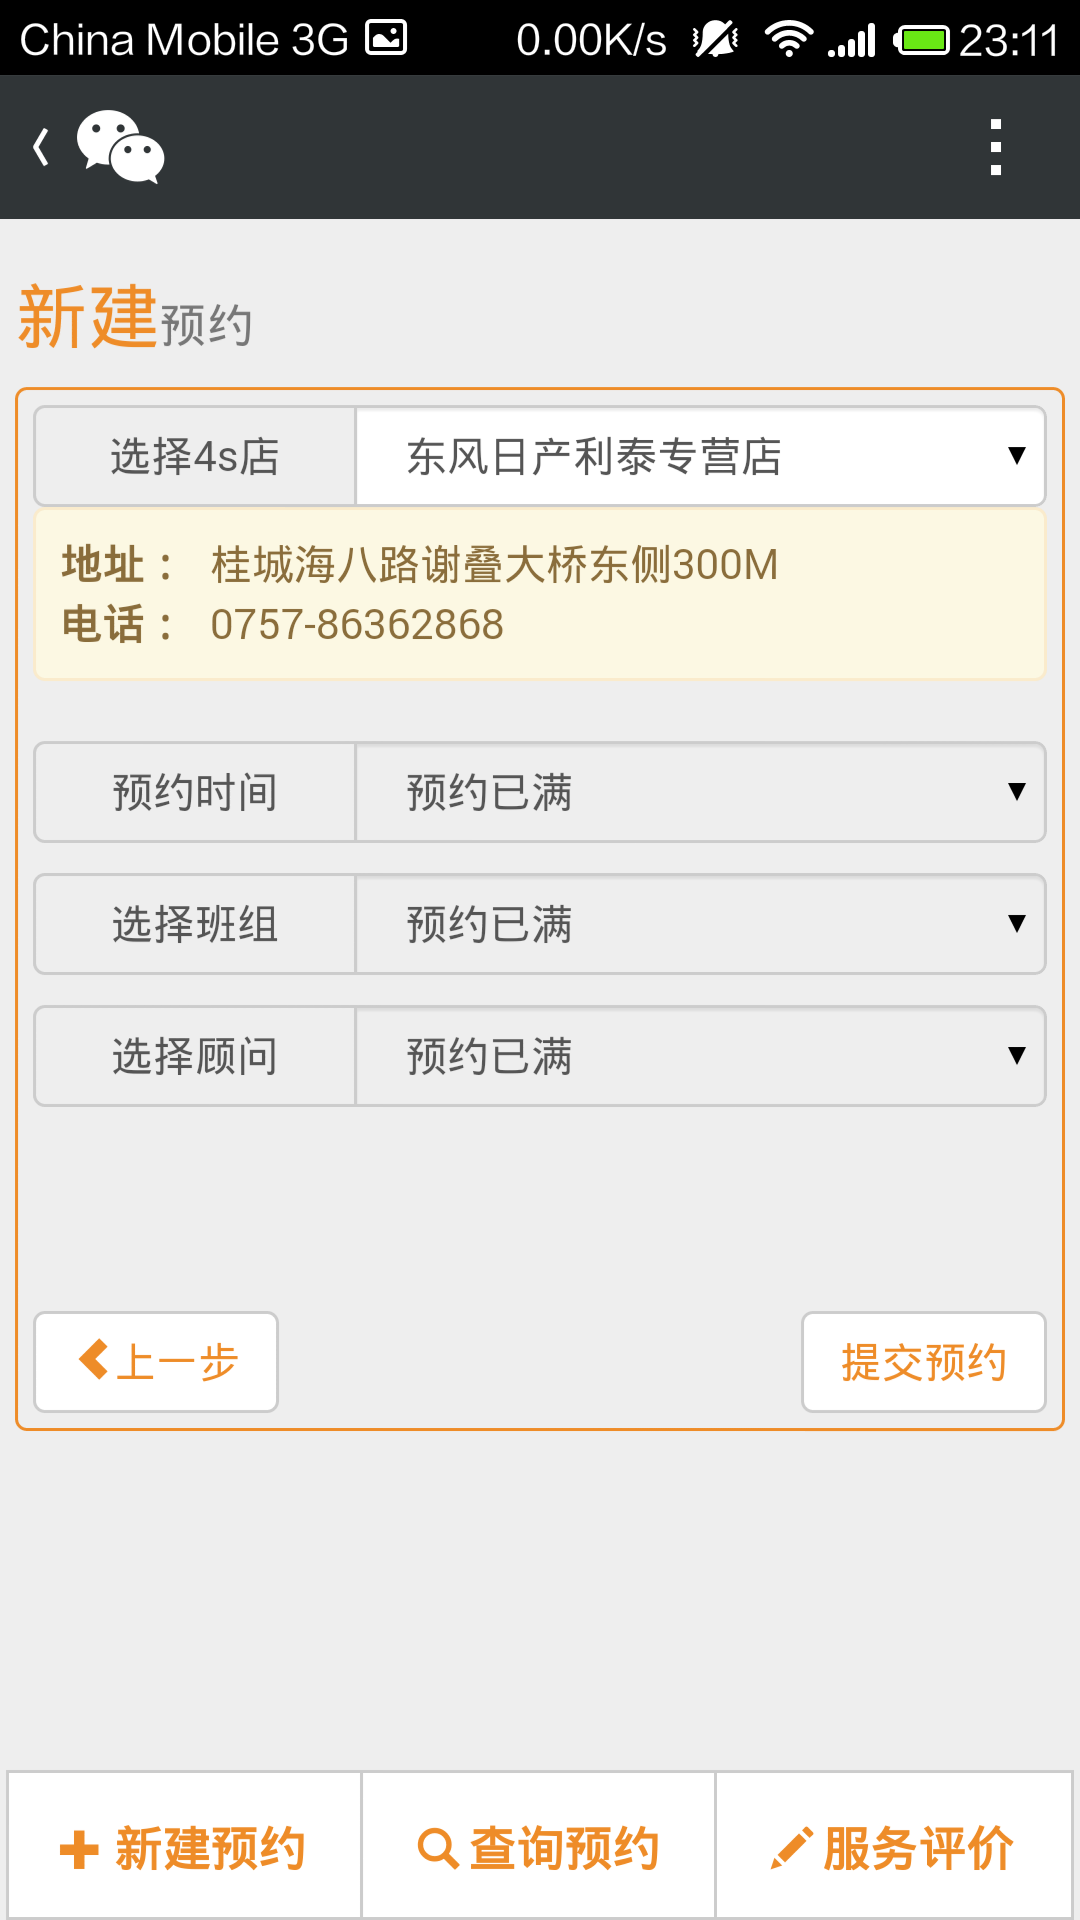 China Mobile 3G 0.00K/s 23:11
新建预约
选择4s店 东风日产利泰专营店
地址： 桂城海八路谢叠大桥东侧300M
电话： 0757-86362868
预约时间 预约已满
选择班组 预约已满
选择顾问 预约已满
上一步 提交预约
新建预约 查询预约 服务评价